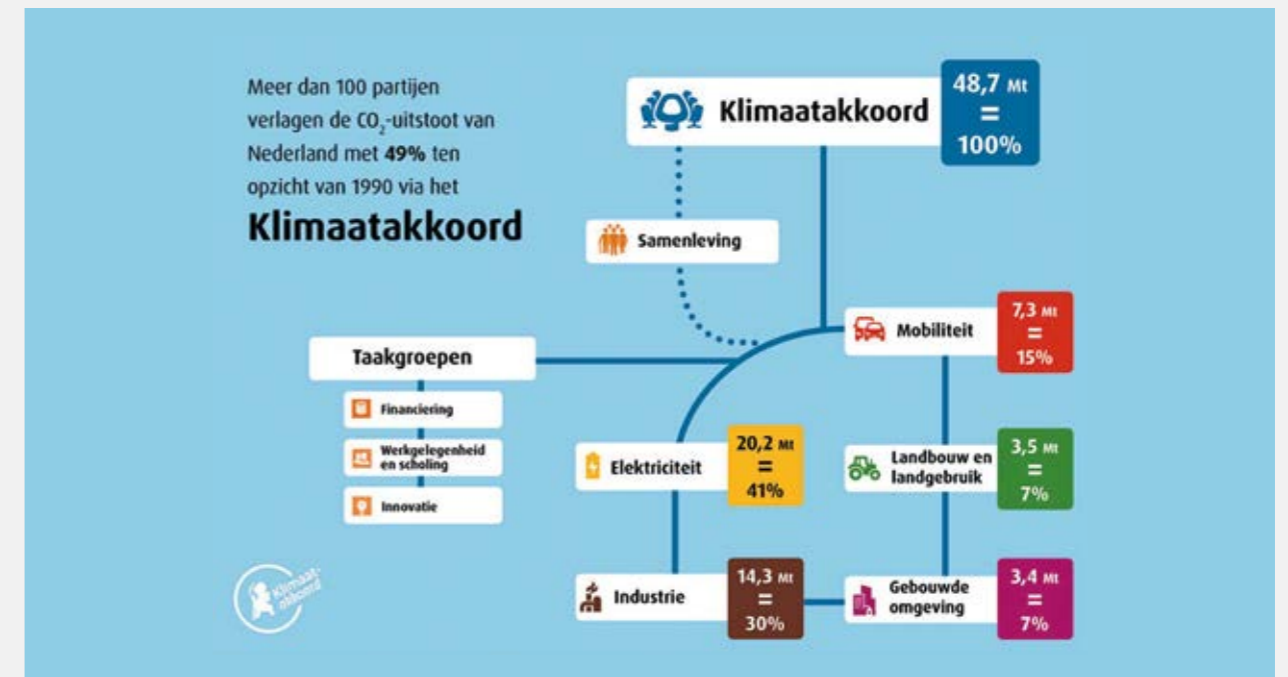 Meer dan 100 partijen
verlagen de CO₂-uitstoot van
Nederland met 49% ten
opzicht van 1990 via het
Klimaatakkoord
Klimaatakkoord
48,7 Mt
=
100%
Samenleving
Mobiliteit
7,3 Mt
=
15%
Taakgroepen
Financiering
Werkgelegenheid
en scholing
Innovatie
Elektriciteit
20,2 Mt
=
41%
Landbouw en
landgebruik
3,5 Mt
=
7%
Industrie
14,3 Mt
=
30%
Gebouwde
omgeving
3,4 Mt
=
7%
Klimaat-
akkoord